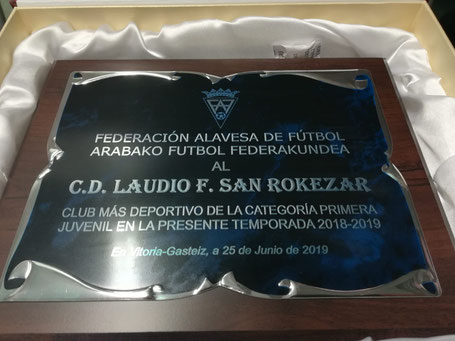 FEDERACIÓN ALAVESA DE FÚTBOL
ARABAKO FUTBOL FEDERAKUNDEA
AL
C.D. LAUDIO F. SAN ROKEZAR
CLUB MÁS DEPORTIVO DE LA CATEGORÍA PRIMERA
JUVENIL EN LA PRESENTE TEMPORADA 2018-2019
En Vitoria-Gasteiz, a 25 de Junio de 2019